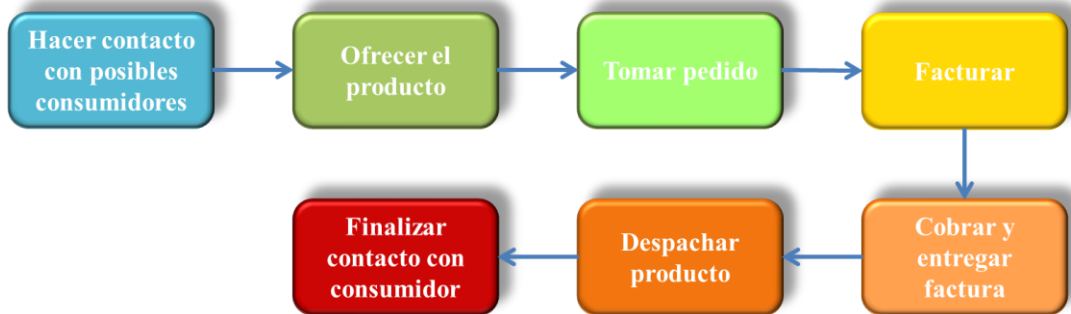 Hacer contacto
con posibles
consumidores
Ofrecer el
producto
Tomar pedido
Facturar
Cobrar y
entregar
factura
Despachar
producto
Finalizar
contacto con
consumidor